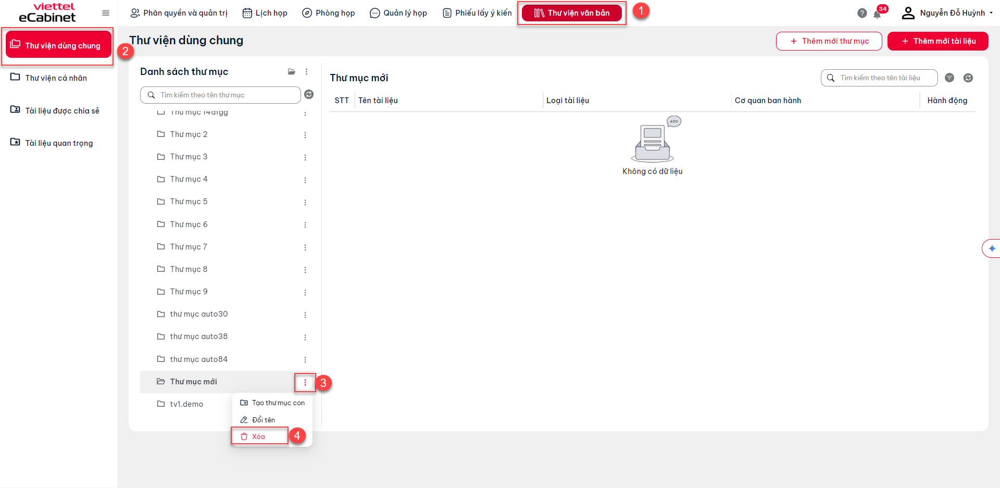 viettel
eCabinet
Phân quyền và quản trị
Lịch họp
Phòng họp
Quản lý họp
Phiếu lấy ý kiến
Thư viện văn bản
1
?
34
Nguyễn Đỗ Huỳnh
Thư viện dùng chung
2
Thư viện cá nhân
Tài liệu được chia sẻ
Tài liệu quan trọng
Thư viện dùng chung
+ Thêm mới thư mục
+ Thêm mới tài liệu
Danh sách thư mục
Tìm kiếm theo tên thư mục
Thư mục 14afgg
Thư mục 2
Thư mục 3
Thư mục 4
Thư mục 5
Thư mục 6
Thư mục 7
Thư mục 8
Thư mục 9
thư mục auto30
thư mục auto38
thư mục auto84
Thư mục mới
3
tv1.demo
Tạo thư mục con
Đổi tên
Xóa
4
Thư mục mới
Tìm kiếm theo tên tài liệu
STT
Tên tài liệu
Loại tài liệu
Cơ quan ban hành
Hành động
Không có dữ liệu